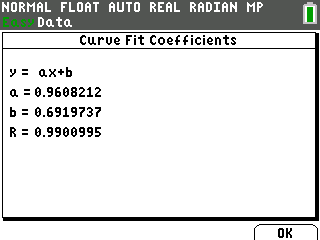 NORMAL FLOAT AUTO REAL RADIAN MP
EasyData
Curve Fit Coefficients
y = ax+b
a = 0.9608212
b = 0.6919737
R = 0.9900995
OK